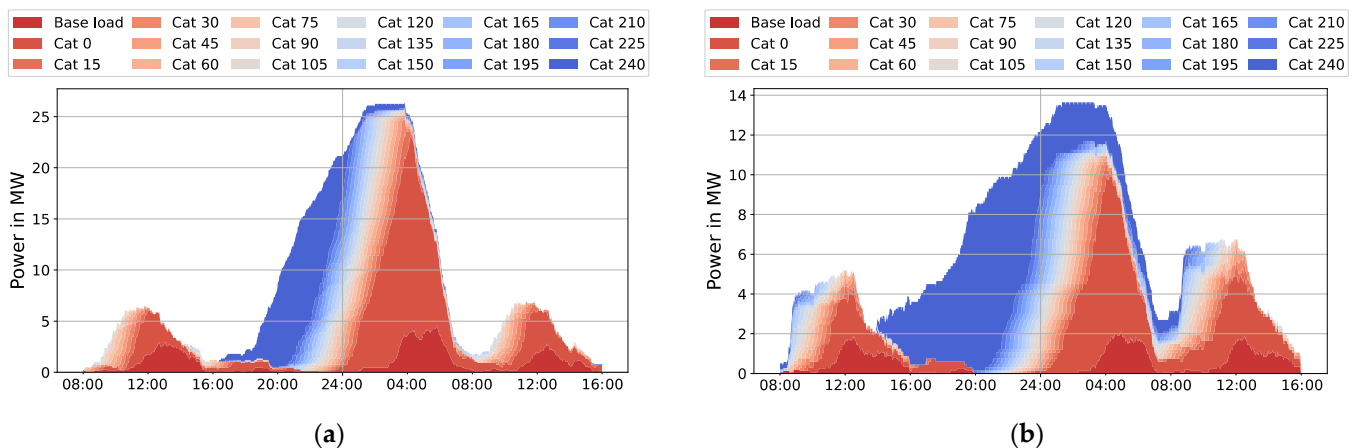 Base load Cat 30 Cat 75 Cat 120 Cat 165 Cat 210
Cat 0 Cat 45 Cat 90 Cat 135 Cat 180 Cat 225
Cat 15 Cat 60 Cat 105 Cat 150 Cat 195 Cat 240
25
20
15
10
5
0
Power in MW
08:00 12:00 16:00 20:00 24:00 04:00 08:00 12:00 16:00
(a)
Base load Cat 30 Cat 75 Cat 120 Cat 165 Cat 210
Cat 0 Cat 45 Cat 90 Cat 135 Cat 180 Cat 225
Cat 15 Cat 60 Cat 105 Cat 150 Cat 195 Cat 240
14
12
10
8
6
4
2
0
Power in MW
08:00 12:00 16:00 20:00 24:00 04:00 08:00 12:00 16:00
(b)